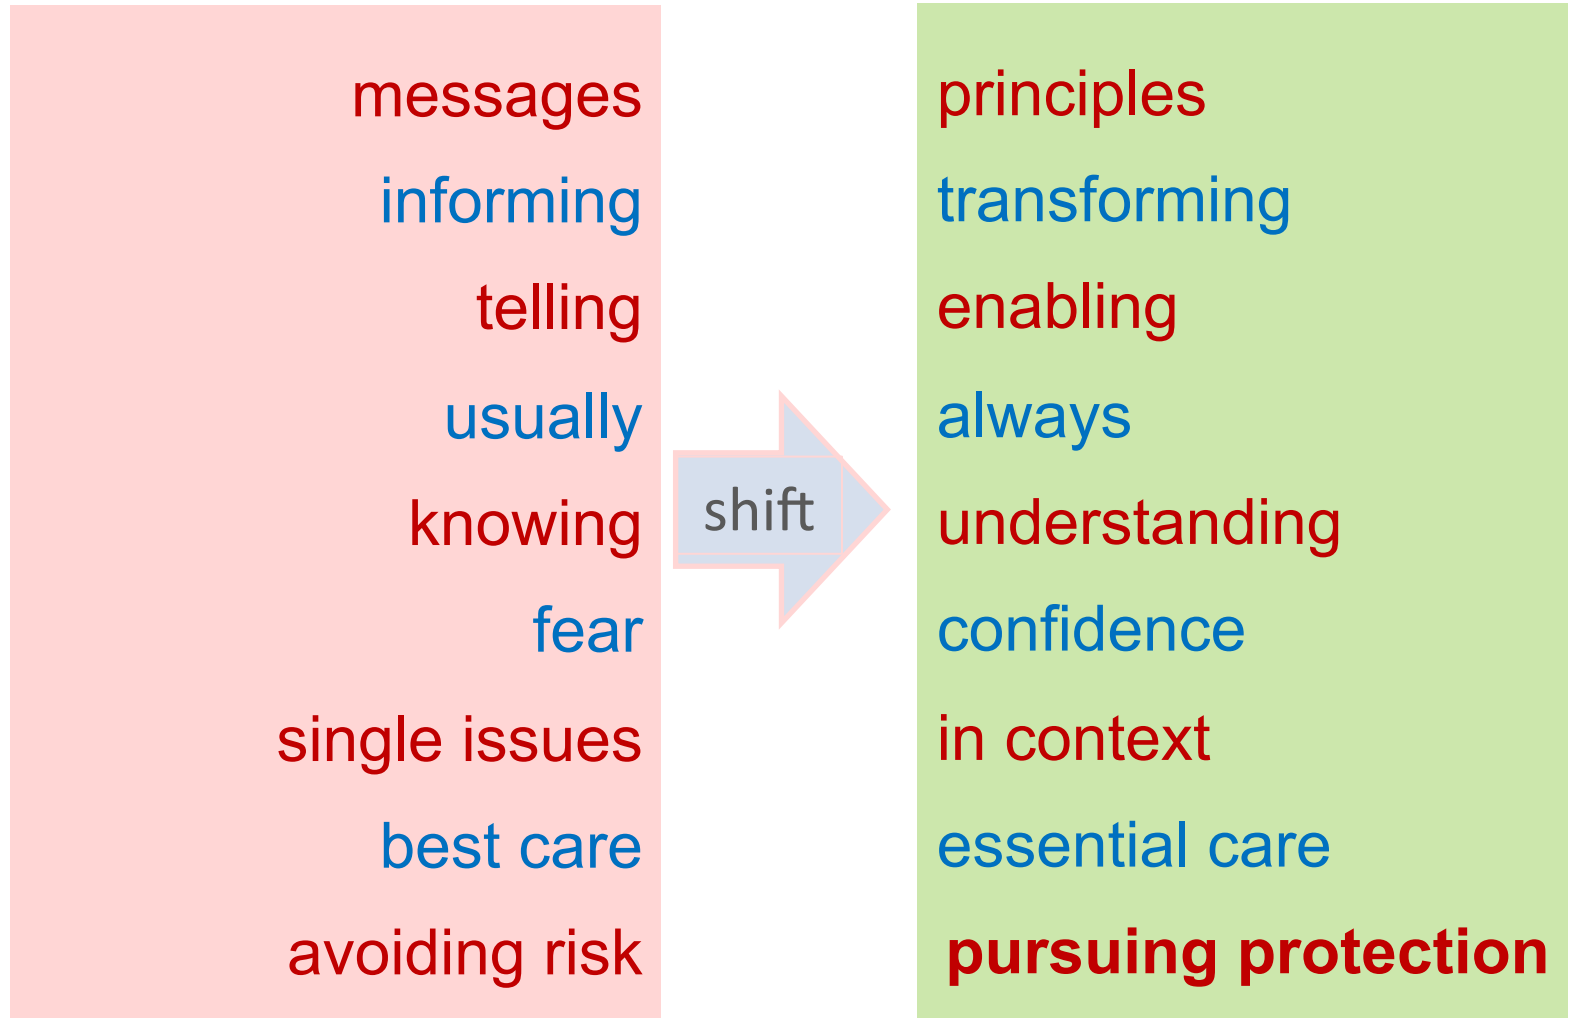 messages
informing
telling
usually
knowing
fear
single issues
best care
avoiding risk
shift
principles
transforming
enabling
always
understanding
confidence
in context
essential care
pursuing protection